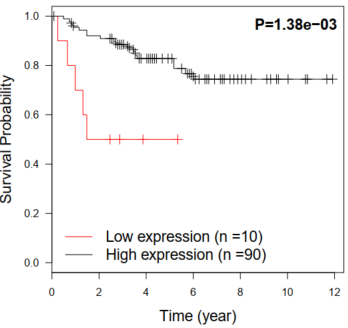 P=1.38e−03
1.0
0.8
0.6
0.4
0.2
0.0
Survival Probability
Low expression (n =10)
High expression (n =90)
0 2 4 6 8 10 12
Time (year)